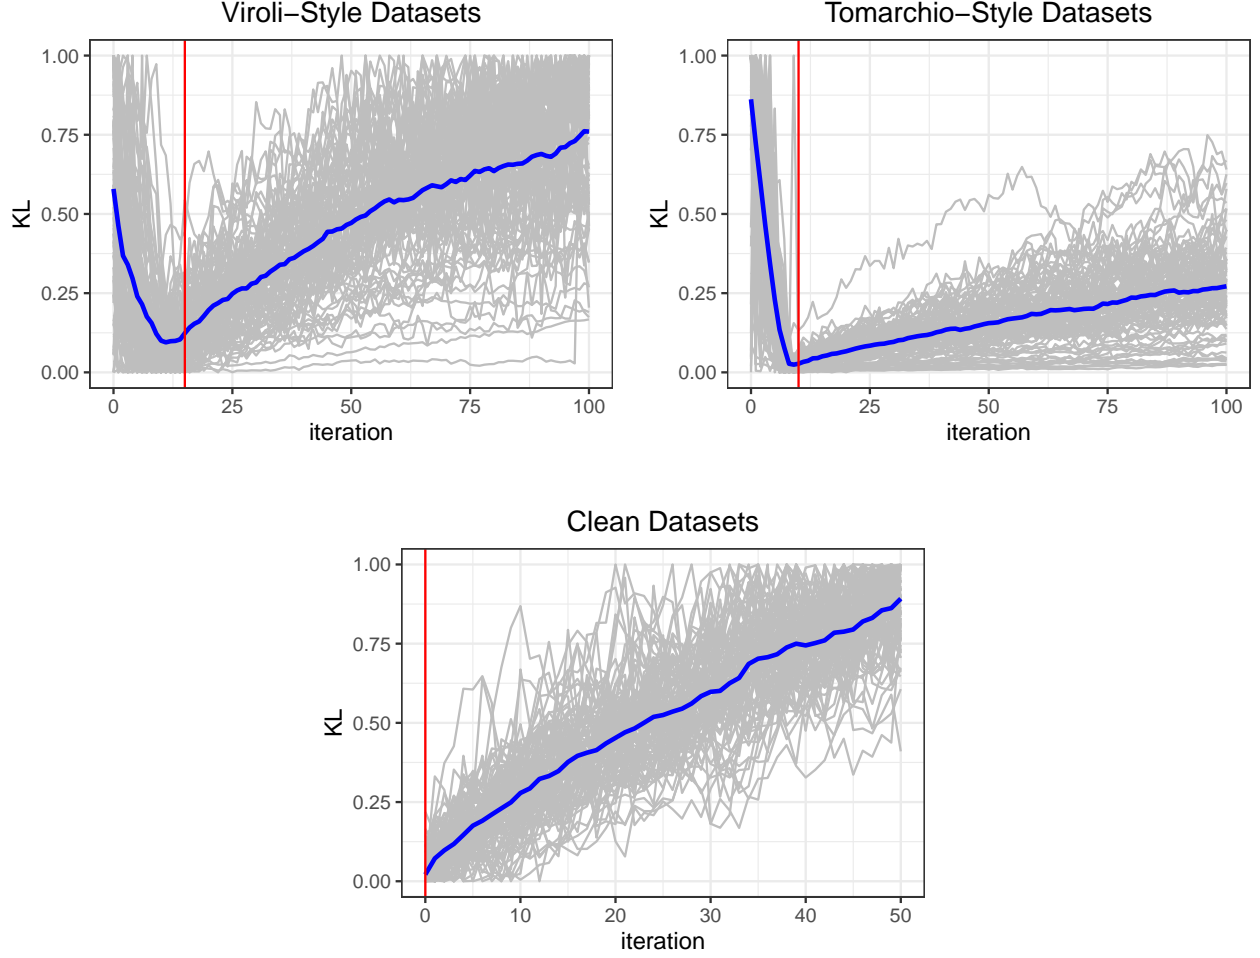 Viroli−Style Datasets
KL
1.00
0.75
0.50
0.25
0.00
0 25 50 75 100
iteration
Tomarchio−Style Datasets
KL
1.00
0.75
0.50
0.25
0.00
0 25 50 75 100
iteration
Clean Datasets
KL
1.00
0.75
0.50
0.25
0.00
0 10 20 30 40 50
iteration